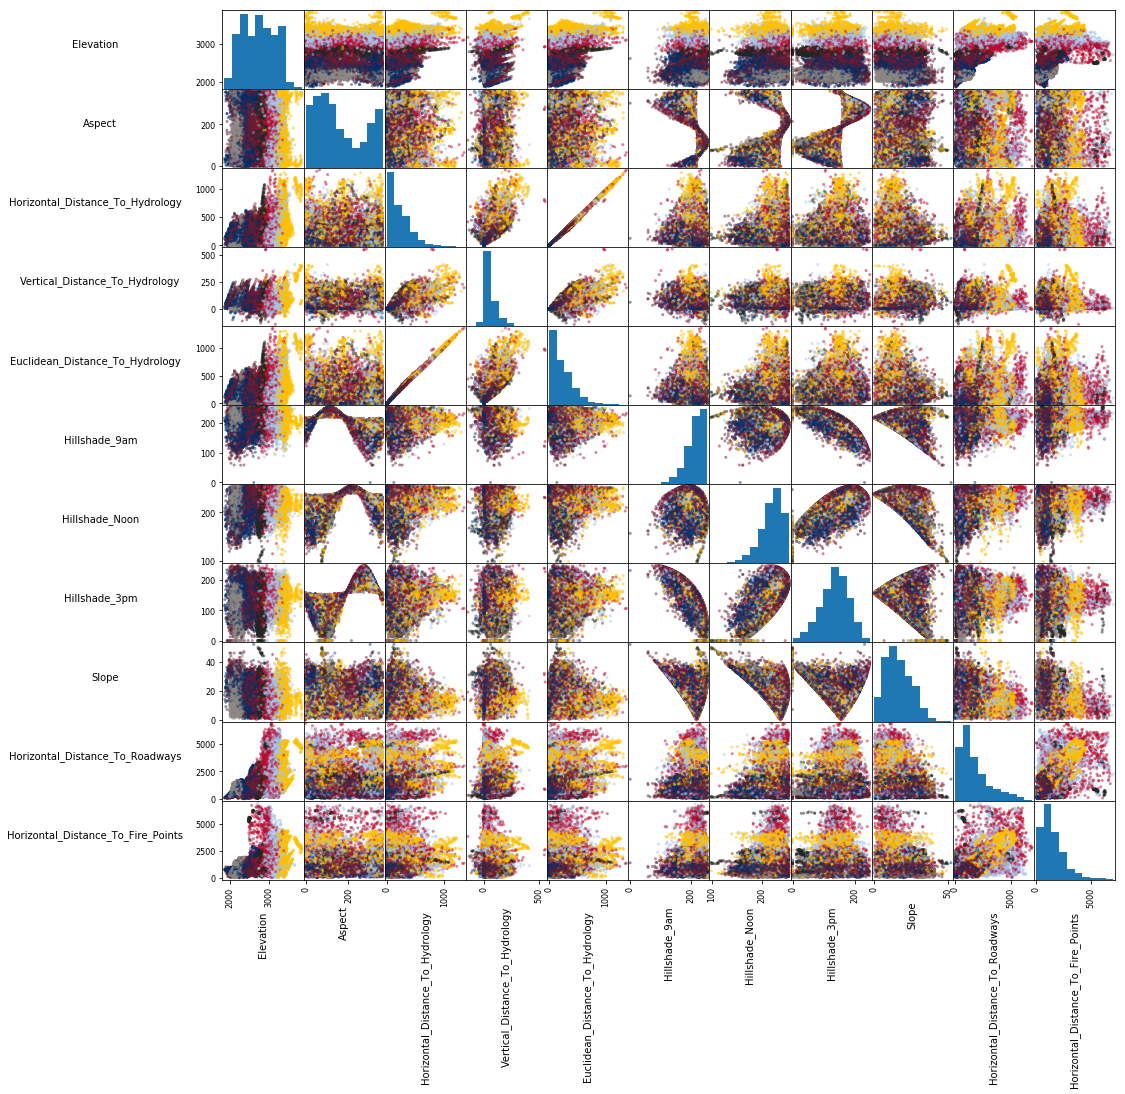 Elevation
3000
2000
Aspect
200
0
Horizontal_Distance_To_Hydrology
1000
500
0
Vertical_Distance_To_Hydrology
500
250
0
Euclidean_Distance_To_Hydrology
1000
500
0
Hillshade_9am
200
100
0
Hillshade_Noon
200
100
Hillshade_3pm
200
100
0
Slope
40
20
0
Horizontal_Distance_To_Roadways
5000
2500
0
Horizontal_Distance_To_Fire_Points
5000
2500
0
2000 3000 0 200 0 1000 0 500 0 1000 0 200 100 200 0 200 0 50 0 5000 0 5000
Elevation
Aspect
Horizontal_Distance_To_Hydrology
Vertical_Distance_To_Hydrology
Euclidean_Distance_To_Hydrology
Hillshade_9am
Hillshade_Noon
Hillshade_3pm
Slope
Horizontal_Distance_To_Roadways
Horizontal_Distance_To_Fire_Points